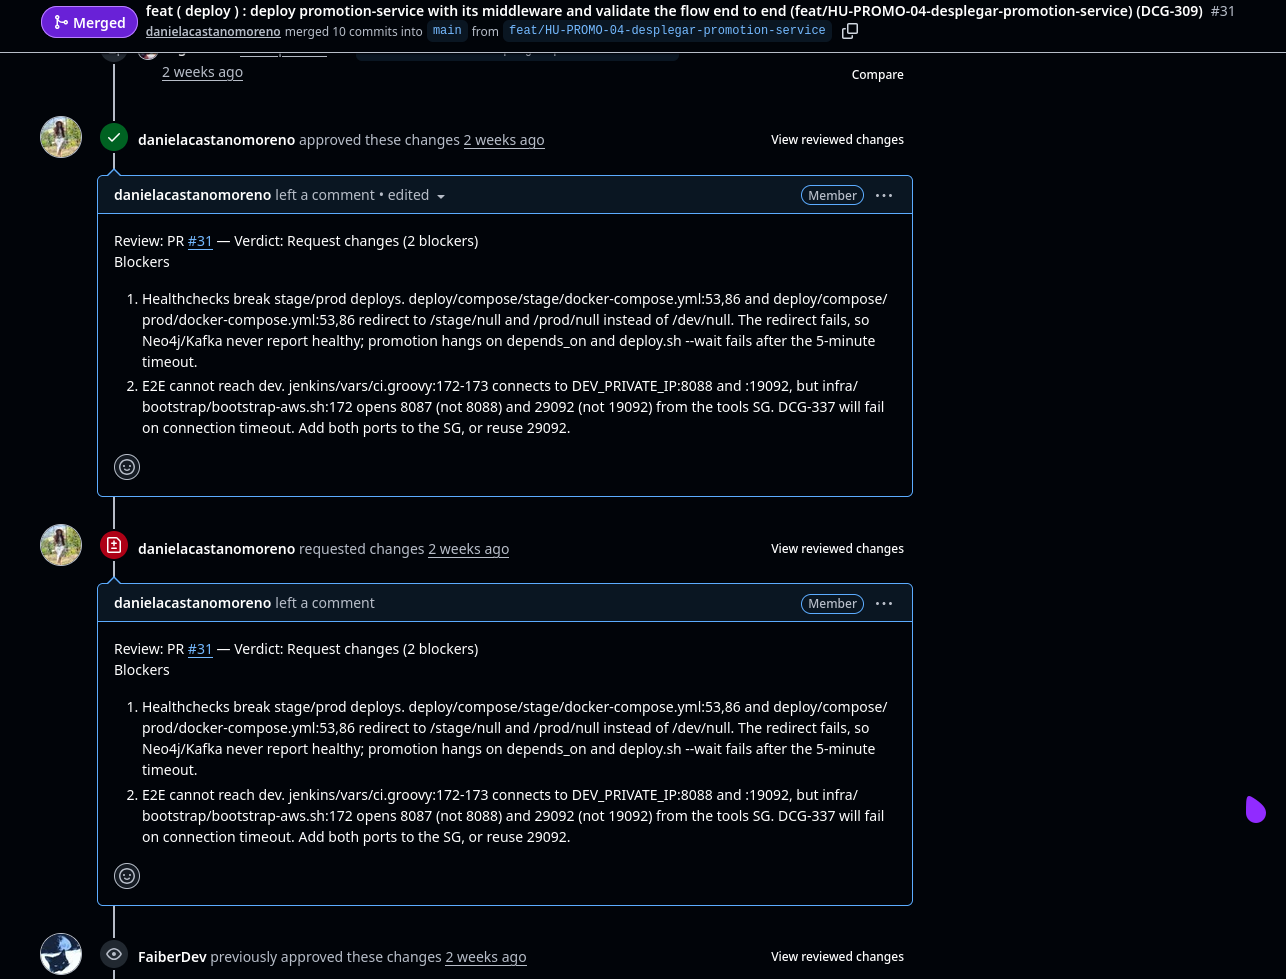 Merged
feat ( deploy ) : deploy promotion-service with its middleware and validate the flow end to end (feat/HU-PROMO-04-desplegar-promotion-service) (DCG-309) #31
danielacastanomoreno merged 10 commits into main from feat/HU-PROMO-04-desplegar-promotion-service
2 weeks ago
Compare
danielacastanomoreno approved these changes 2 weeks ago
View reviewed changes
danielacastanomoreno left a comment • edited
Member
Review: PR #31 — Verdict: Request changes (2 blockers)
Blockers
1. Healthchecks break stage/prod deploys. deploy/compose/stage/docker-compose.yml:53,86 and deploy/compose/
prod/docker-compose.yml:53,86 redirect to /stage/null and /prod/null instead of /dev/null. The redirect fails, so
Neo4j/Kafka never report healthy; promotion hangs on depends_on and deploy.sh --wait fails after the 5-minute
timeout.
2. E2E cannot reach dev. jenkins/vars/ci.groovy:172-173 connects to DEV_PRIVATE_IP:8088 and :19092, but infra/
bootstrap/bootstrap-aws.sh:172 opens 8087 (not 8088) and 29092 (not 19092) from the tools SG. DCG-337 will fail
on connection timeout. Add both ports to the SG, or reuse 29092.
danielacastanomoreno requested changes 2 weeks ago
View reviewed changes
danielacastanomoreno left a comment
Member
Review: PR #31 — Verdict: Request changes (2 blockers)
Blockers
1. Healthchecks break stage/prod deploys. deploy/compose/stage/docker-compose.yml:53,86 and deploy/compose/
prod/docker-compose.yml:53,86 redirect to /stage/null and /prod/null instead of /dev/null. The redirect fails, so
Neo4j/Kafka never report healthy; promotion hangs on depends_on and deploy.sh --wait fails after the 5-minute
timeout.
2. E2E cannot reach dev. jenkins/vars/ci.groovy:172-173 connects to DEV_PRIVATE_IP:8088 and :19092, but infra/
bootstrap/bootstrap-aws.sh:172 opens 8087 (not 8088) and 29092 (not 19092) from the tools SG. DCG-337 will fail
on connection timeout. Add both ports to the SG, or reuse 29092.
FaiberDev previously approved these changes 2 weeks ago
View reviewed changes